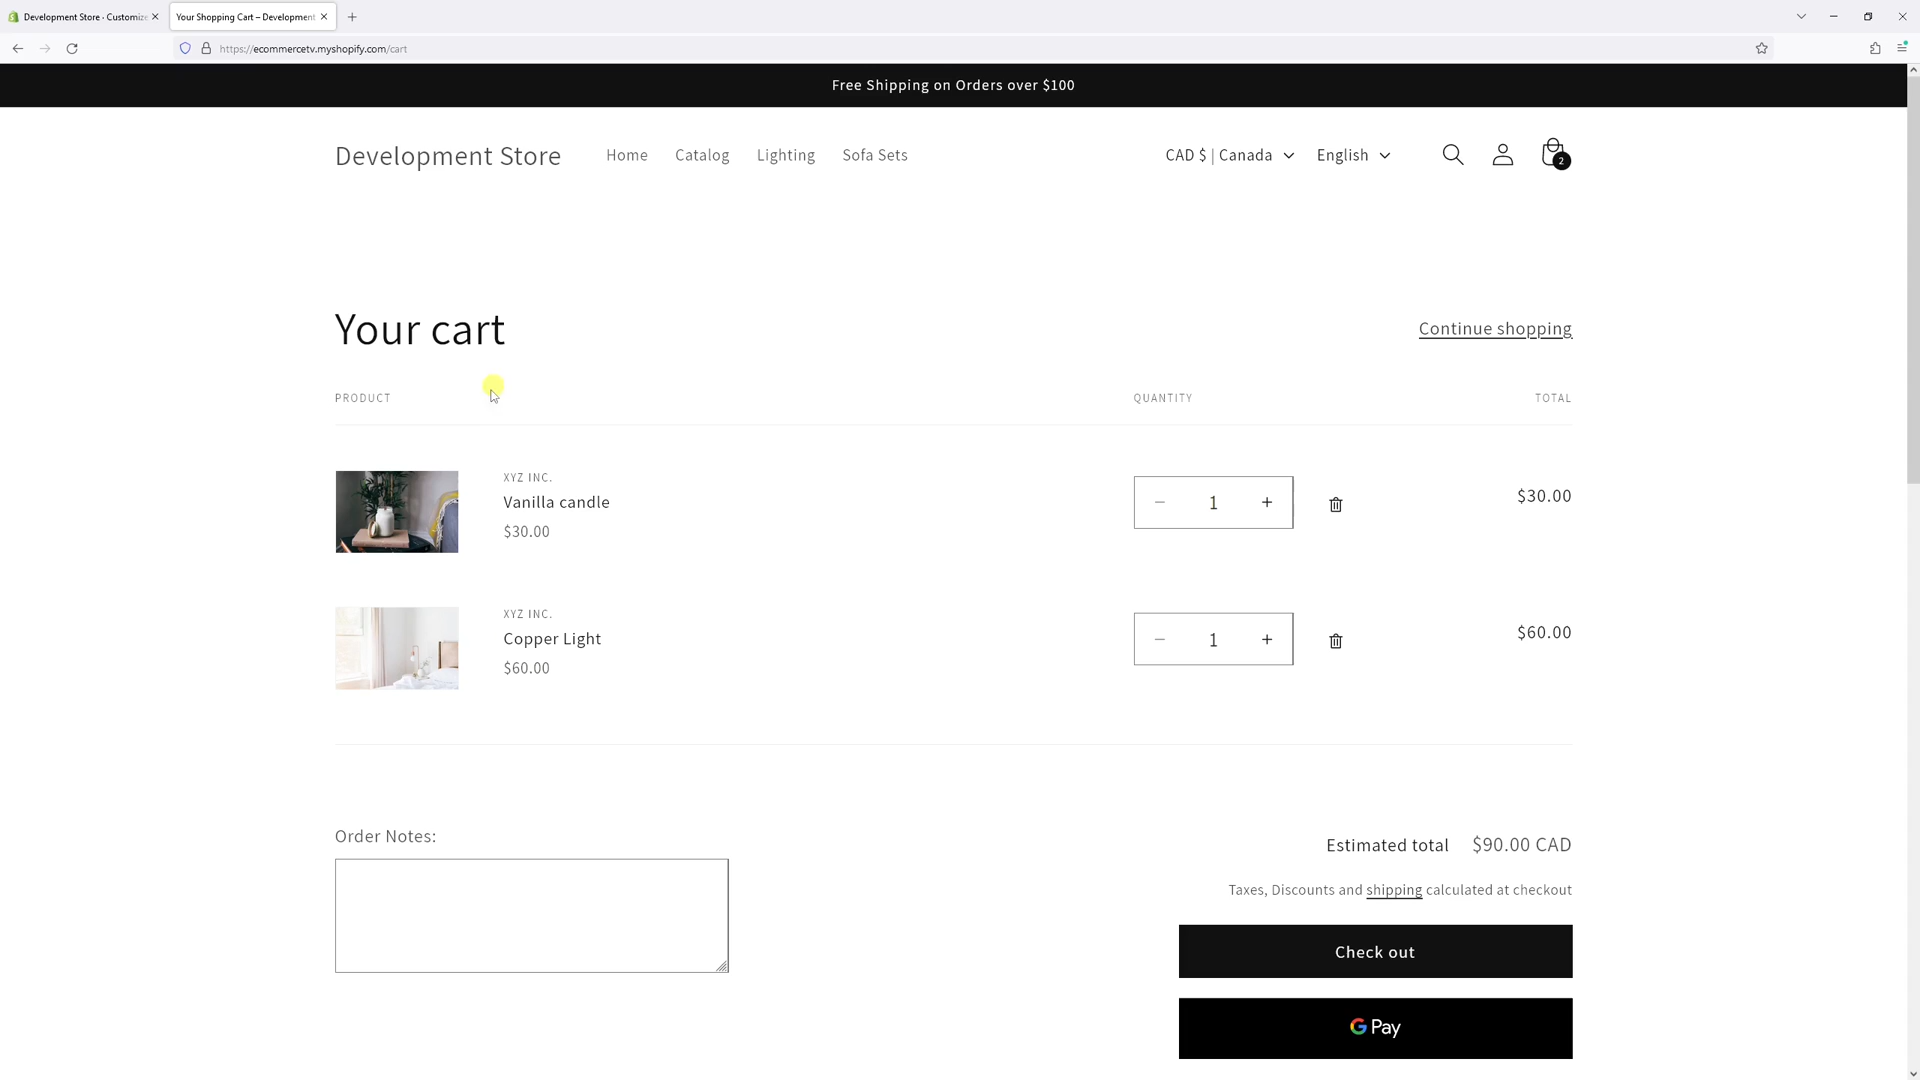 Development Store · Customize
Your Shopping Cart – Development
https://ecommercetv.myshopify.com/cart
Free Shipping on Orders over $100
Development Store
Home
Catalog
Lighting
Sofa Sets
CAD $ | Canada
English
2
Your cart
Continue shopping
PRODUCT
QUANTITY
TOTAL
XYZ INC.
Vanilla candle
$30.00
1
$30.00
XYZ INC.
Copper Light
$60.00
1
$60.00
Order Notes:
Estimated total $90.00 CAD
Taxes, Discounts and shipping calculated at checkout
Check out
G Pay